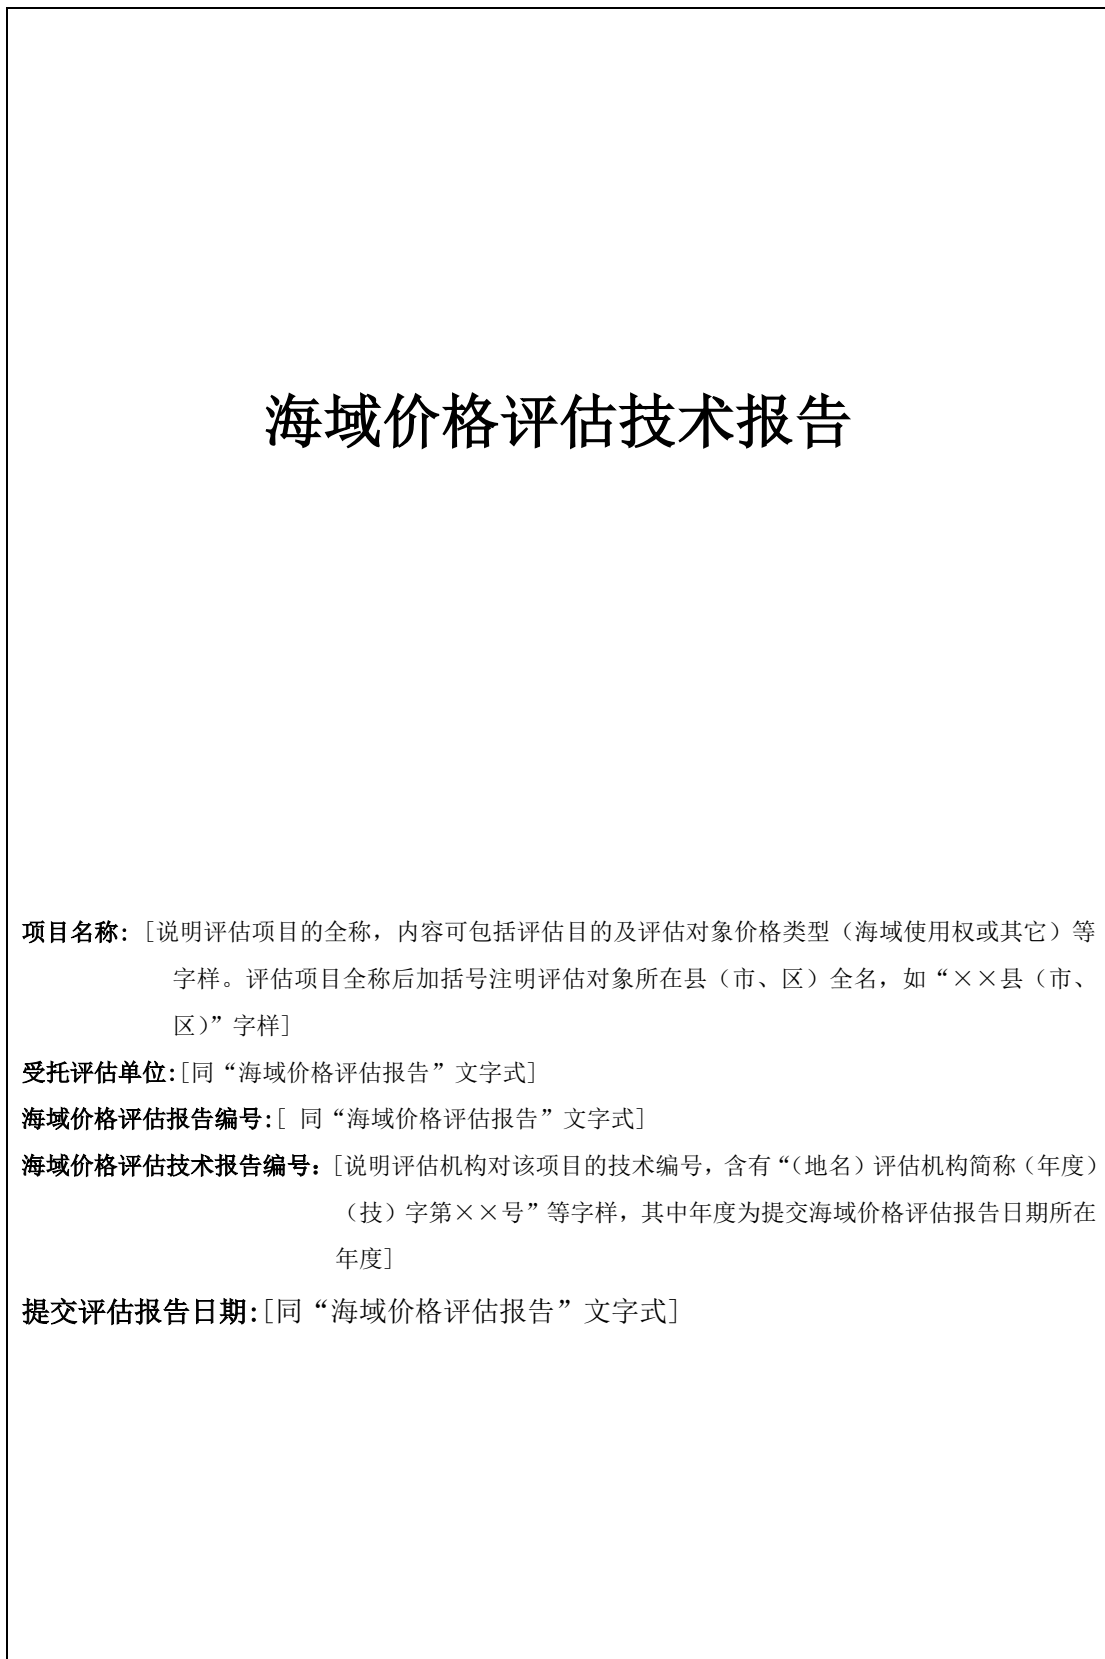 海域价格评估技术报告
项目名称: [说明评估项目的全称，内容可包括评估目的及评估对象价格类型（海域使用权或其它）等
字样。评估项目全称后加括号注明评估对象所在县（市、区）全名，如“××县（市、
区）”字样]
受托评估单位:[同“海域价格评估报告”文字式]
海域价格评估报告编号:[ 同“海域价格评估报告”文字式]
海域价格评估技术报告编号：[说明评估机构对该项目的技术编号，含有“（地名）评估机构简称（年度）
（技）字第××号”等字样，其中年度为提交海域价格评估报告日期所在
年度]
提交评估报告日期:[同“海域价格评估报告”文字式]